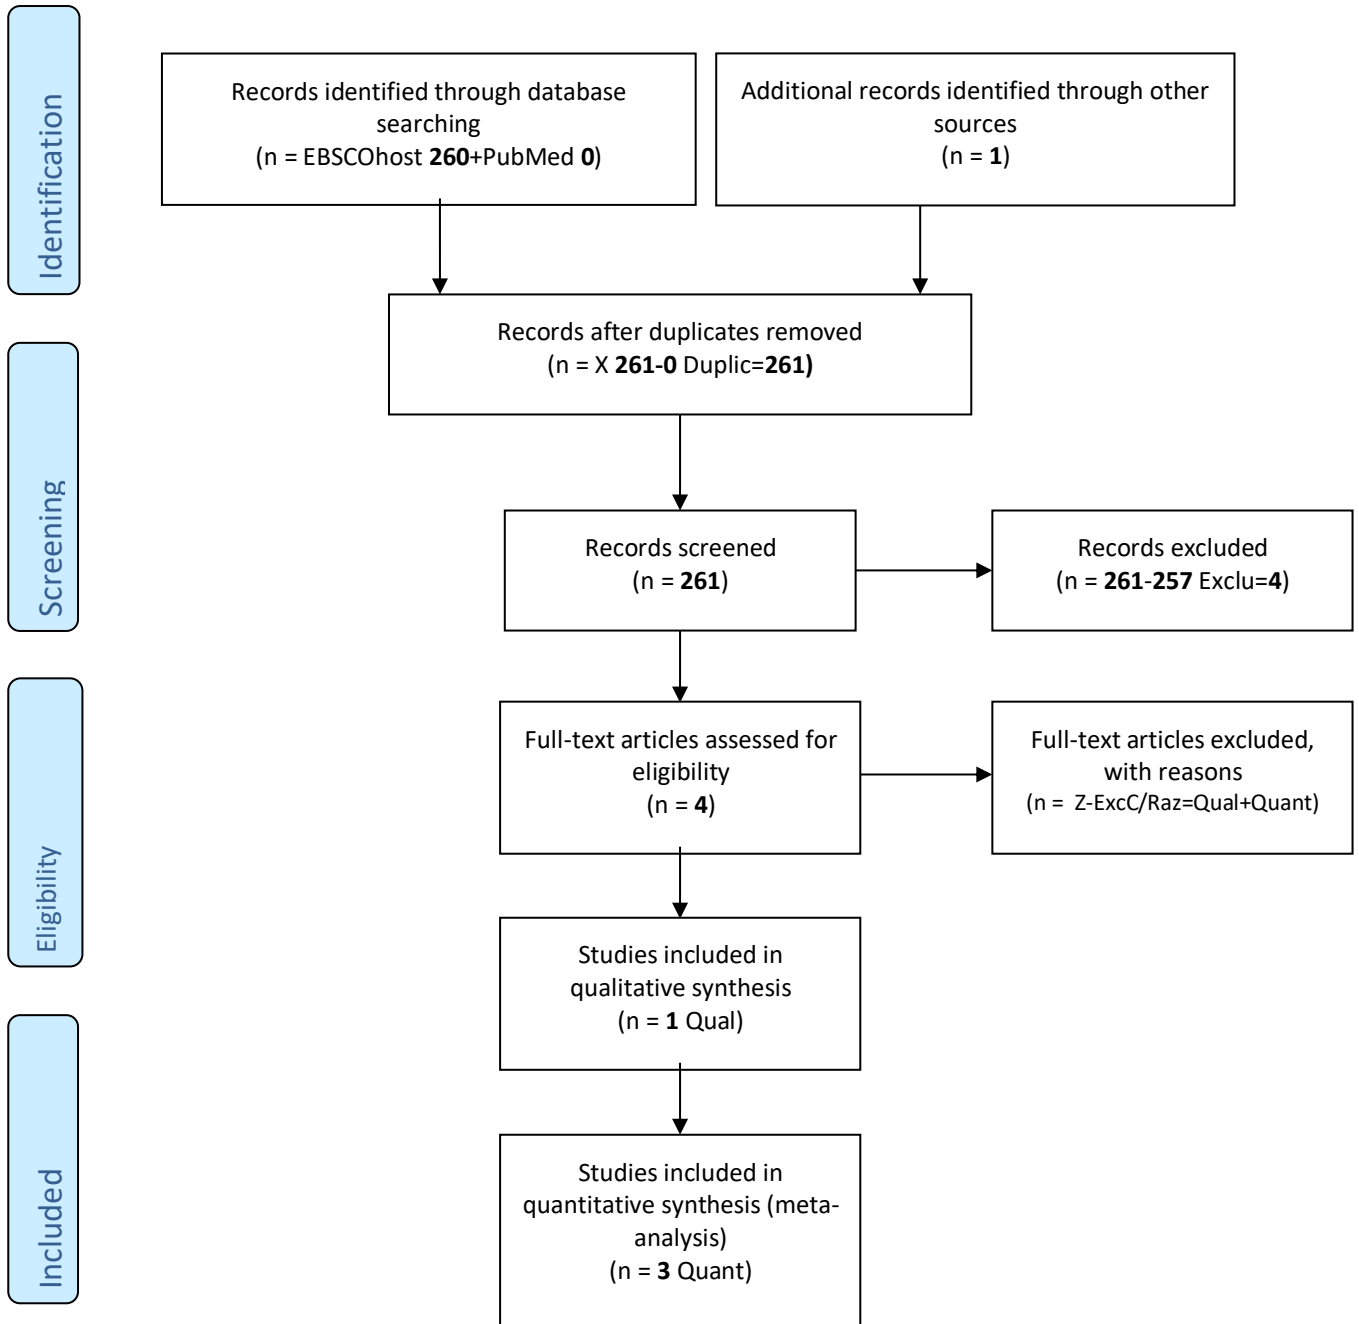 Identification
Records identified through database
searching
(n = EBSCOhost 260+PubMed 0)
Additional records identified through other
sources
(n = 1)
Records after duplicates removed
(n = X 261-0 Duplic=261)
Screening
Records screened
(n = 261)
Records excluded
(n = 261-257 Exclu=4)
Eligibility
Full-text articles assessed for
eligibility
(n = 4)
Full-text articles excluded,
with reasons
(n = Z-ExcC/Raz=Qual+Quant)
Studies included in
qualitative synthesis
(n = 1 Qual)
Included
Studies included in
quantitative synthesis (meta-
analysis)
(n = 3 Quant)